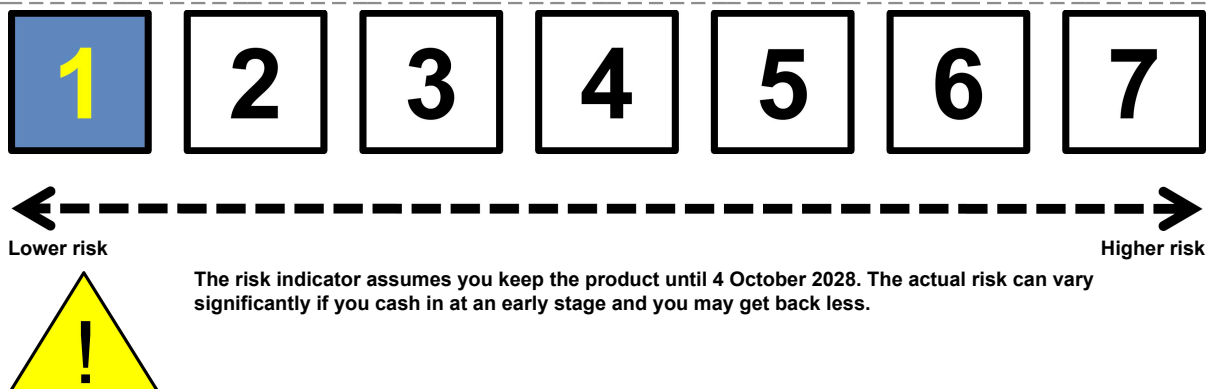 1 2 3 4 5 6 7
Lower risk Higher risk
The risk indicator assumes you keep the product until 4 October 2028. The actual risk can vary
significantly if you cash in at an early stage and you may get back less.
!